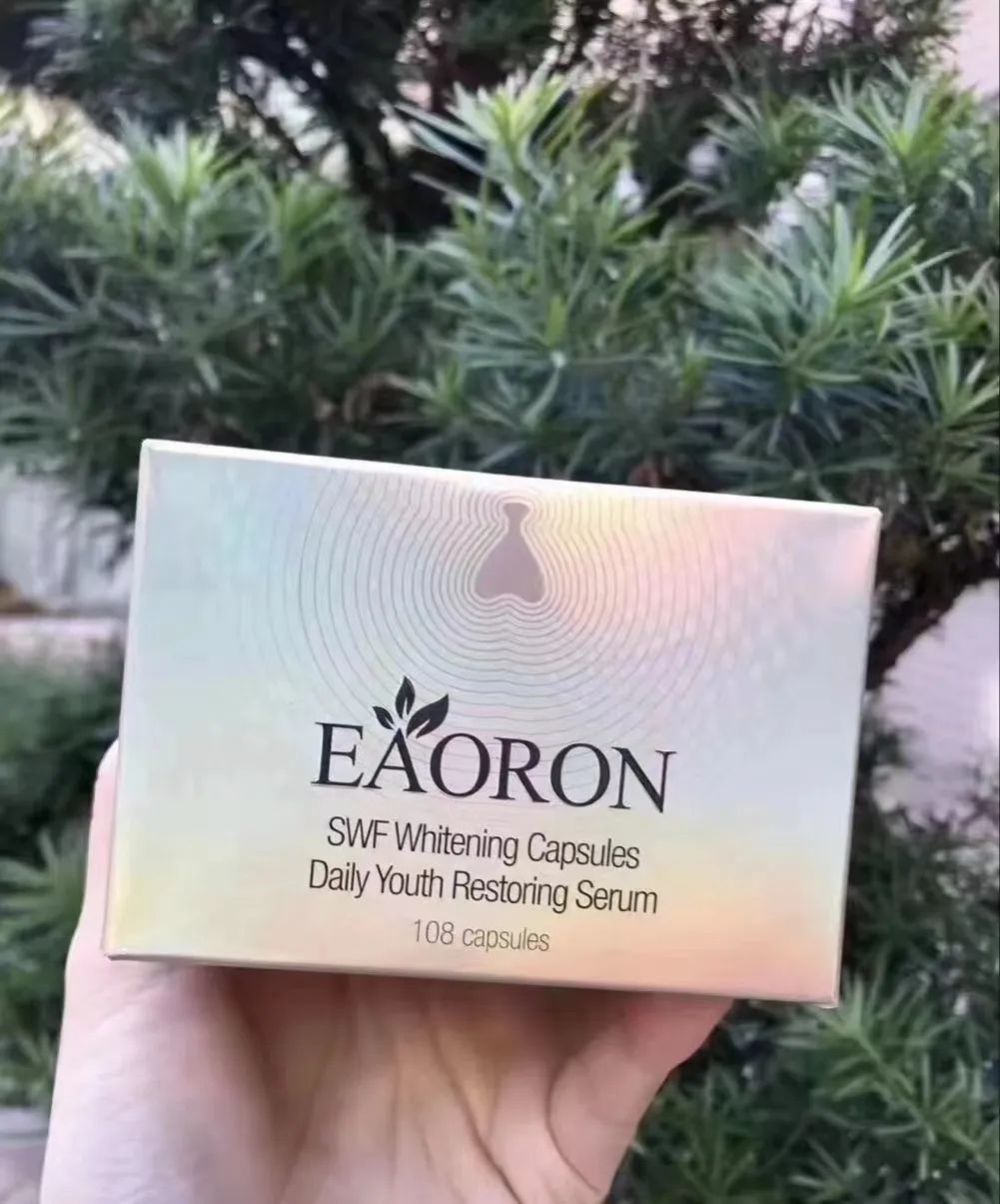 EAORON
SWF Whitening Capsules
Daily Youth Restoring Serum
108 capsules